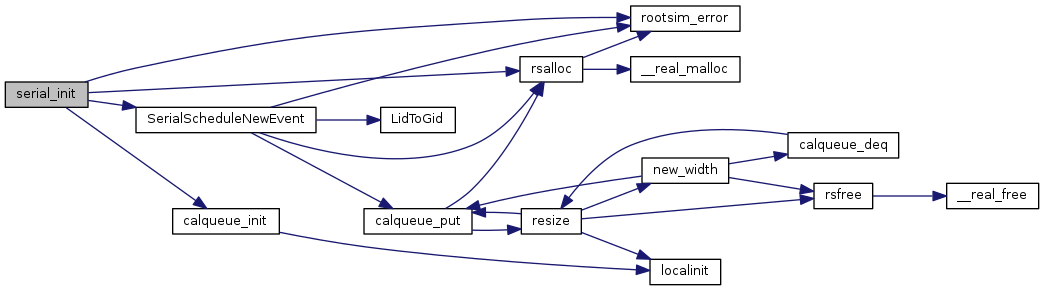 serial_init
rootsim_error
rsalloc
__real_malloc
SerialScheduleNewEvent
LidToGid
calqueue_deq
new_width
rsfree
__real_free
calqueue_init
calqueue_put
resize
localinit